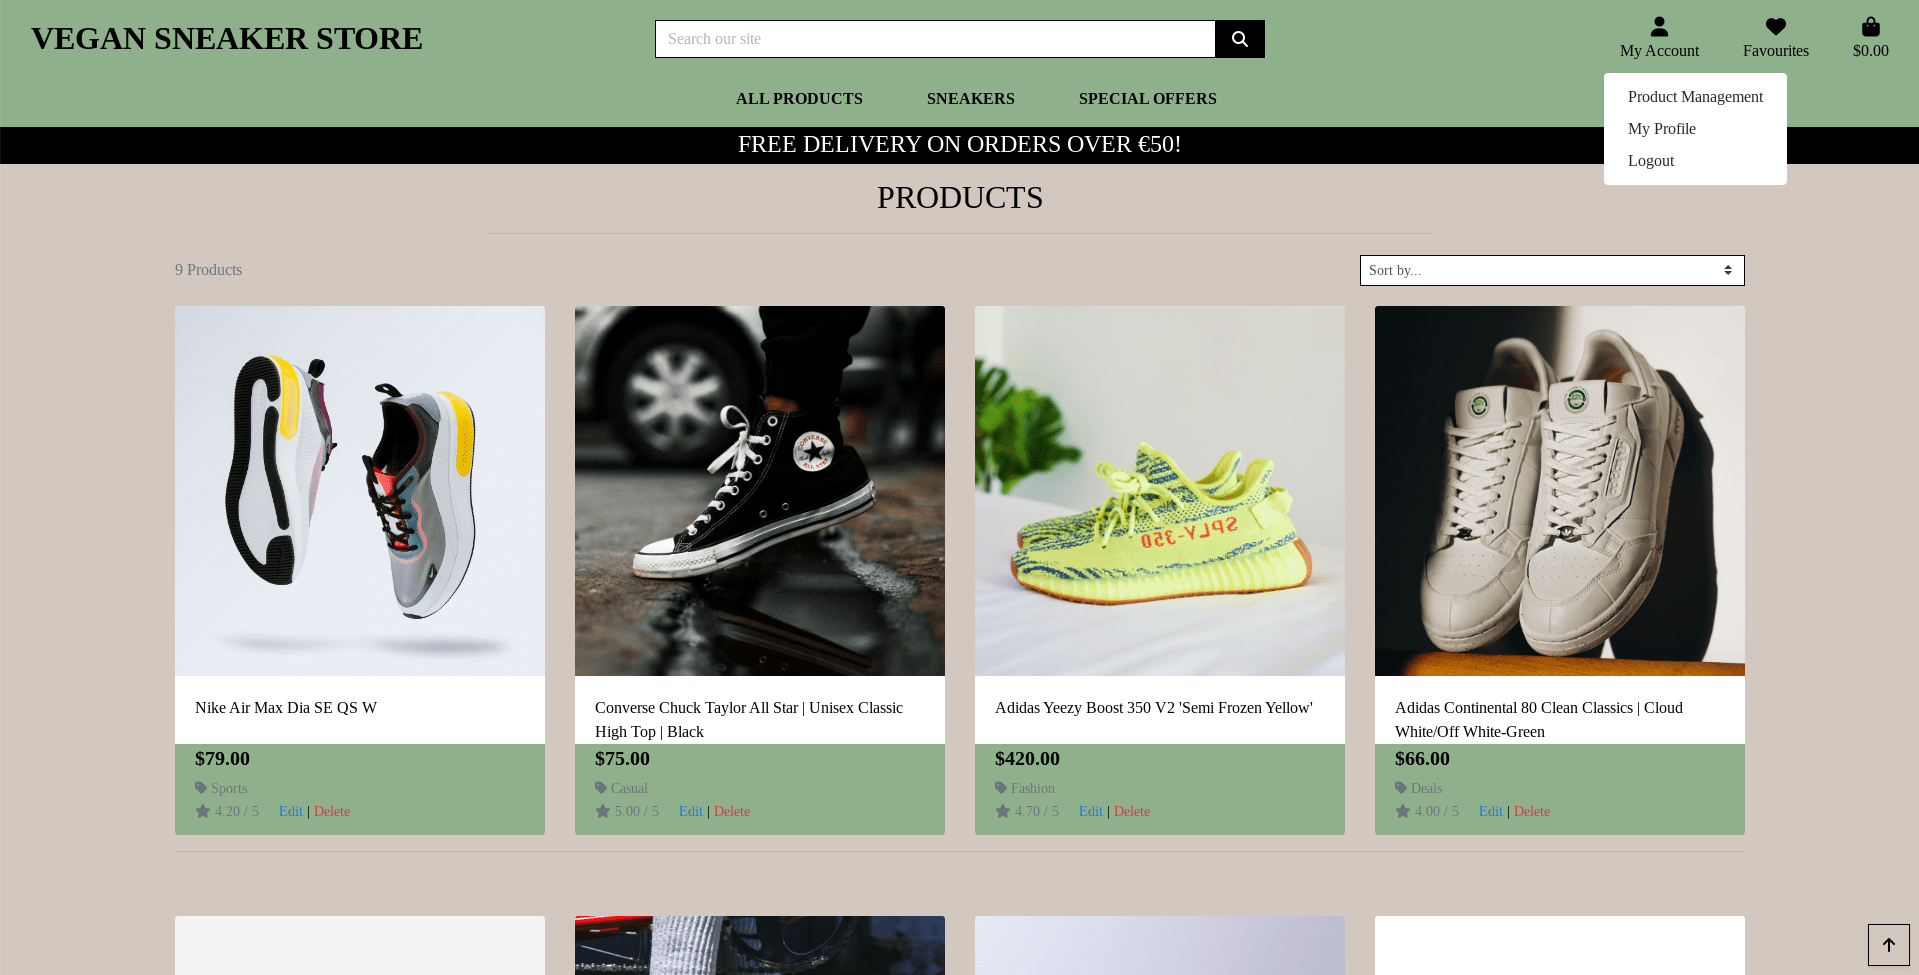 VEGAN SNEAKER STORE
Search our site
My Account
Favourites
$0.00
Product Management
My Profile
Logout
ALL PRODUCTS
SNEAKERS
SPECIAL OFFERS
FREE DELIVERY ON ORDERS OVER €50!
PRODUCTS
9 Products
Sort by...
CONVERSE
ALL STAR
SPLY-350
Nike Air Max Dia SE QS W
$79.00
Sports
4.20 / 5 Edit | Delete
Converse Chuck Taylor All Star | Unisex Classic
High Top | Black
$75.00
Casual
5.00 / 5 Edit | Delete
Adidas Yeezy Boost 350 V2 'Semi Frozen Yellow'
$420.00
Fashion
4.70 / 5 Edit | Delete
Adidas Continental 80 Clean Classics | Cloud
White/Off White-Green
$66.00
Deals
4.00 / 5 Edit | Delete